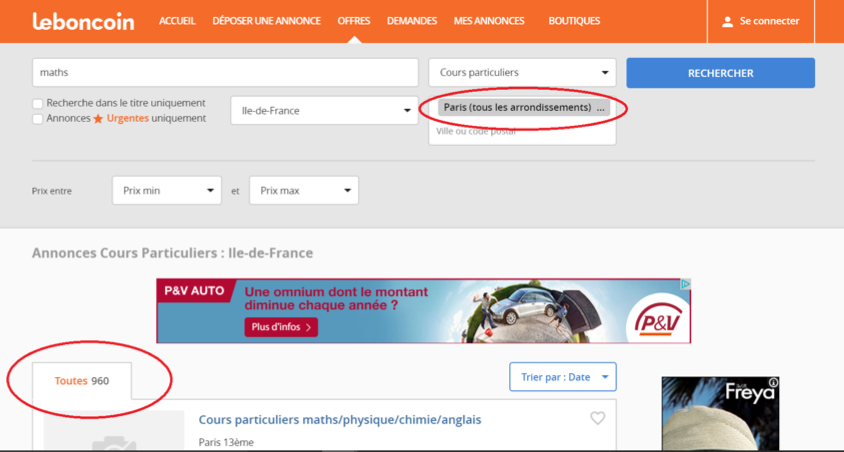 leboncoin
ACCUEIL
DÉPOSER UNE ANNONCE
OFFRES
DEMANDES
MES ANNONCES
BOUTIQUES
Se connecter
maths
Cours particuliers
RECHERCHER
Recherche dans le titre uniquement
Annonces Urgentes uniquement
Ile-de-France
Paris (tous les arrondissements) ...
Ville ou code postal
Prix entre
Prix min
et
Prix max
Annonces Cours Particuliers : Ile-de-France
P&V AUTO
Une omnium dont le montant
diminue chaque année ?
Plus d'infos >
P&V
Toutes 960
Trier par : Date
Freya
Cours particuliers maths/physique/chimie/anglais
Paris 13ème